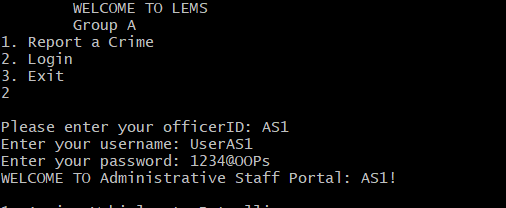 WELCOME TO LEMS
Group A
1. Report a Crime
2. Login
3. Exit
2
Please enter your officerID: AS1
Enter your username: UserAS1
Enter your password: 1234@OOPs
WELCOME TO Administrative Staff Portal: AS1!